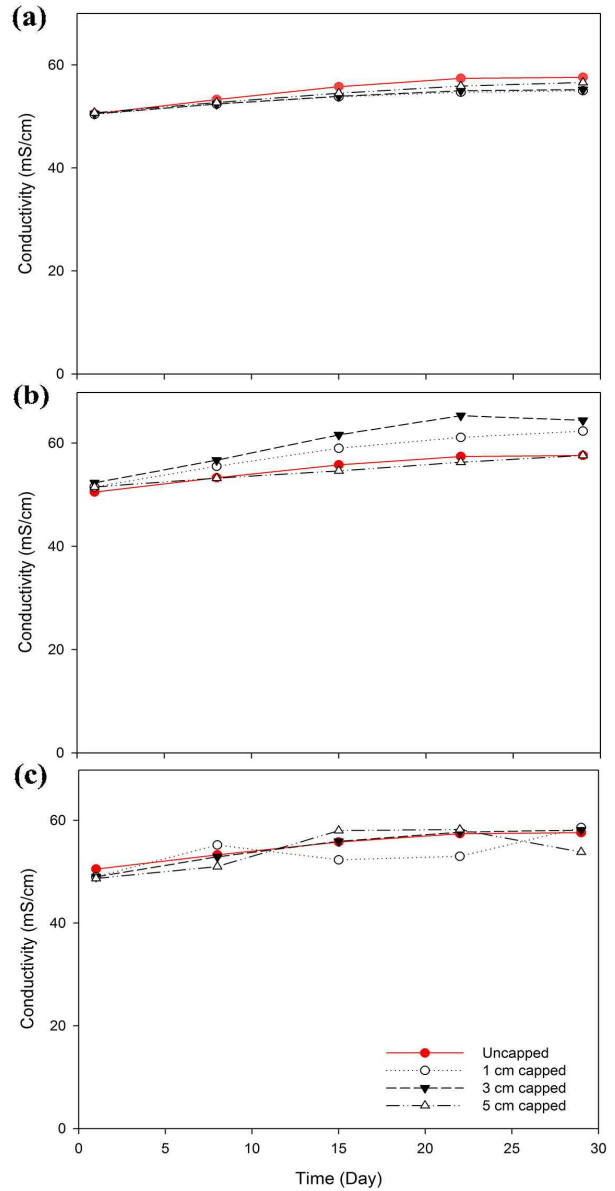 (a)
60
40
20
0
Conductivity (mS/cm)
(b)
60
40
20
0
Conductivity (mS/cm)
(c)
60
40
20
0
Conductivity (mS/cm)
Uncapped
1 cm capped
3 cm capped
5 cm capped
0 5 10 15 20 25 30
Time (Day)